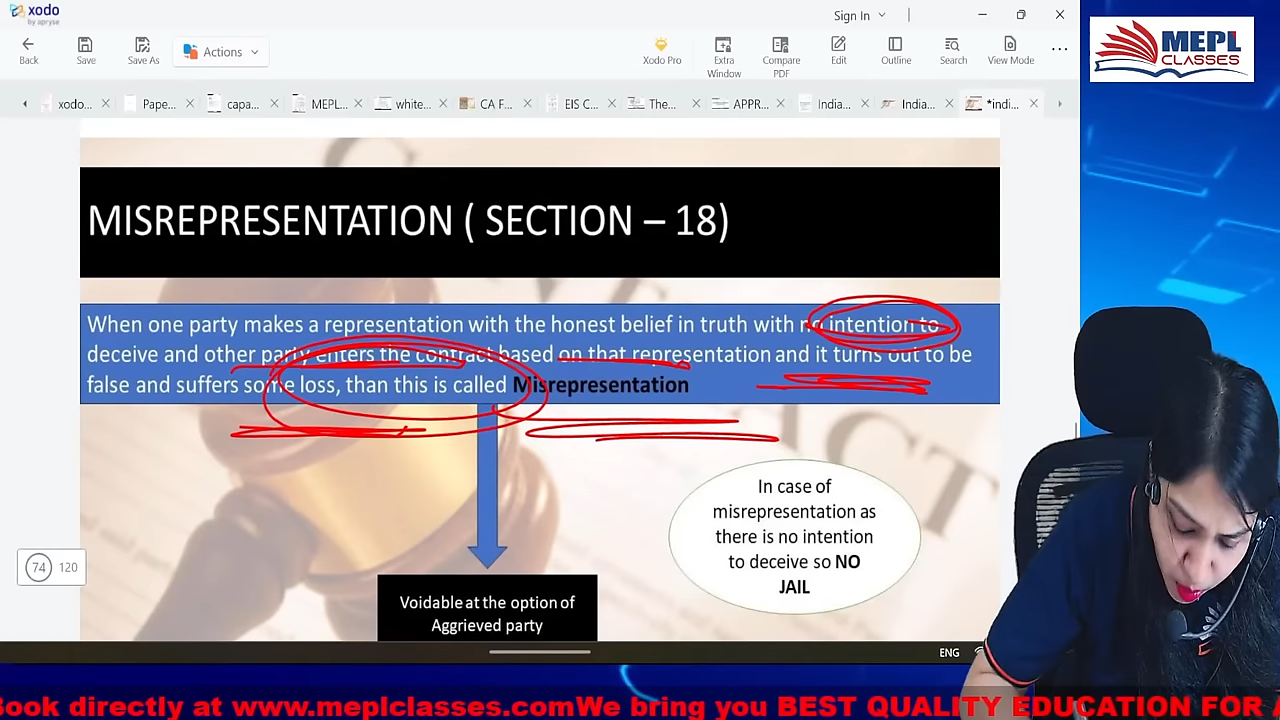 xodo
by apryse
Sign In
Back
Save
Save As
Actions
Xodo Pro
Extra Window
Compare PDF
Edit
Outline
Search
View Mode
MEPL
CLASSES
xodo...
Pape...
capa...
MEPL...
white...
CA F...
EIS C...
The...
APPR...
India...
India...
*indi...
MISREPRESENTATION ( SECTION – 18)
When one party makes a representation with the honest belief in truth with no intention to
deceive and other party enters the contract based on that representation and it turns out to be
false and suffers some loss, than this is called Misrepresentation
In case of
misrepresentation as
there is no intention
to deceive so NO
JAIL
74 120
Voidable at the option of
Aggrieved party
ENG
Book directly at www.meplclasses.comWe bring you BEST QUALITY EDUCATION FOR